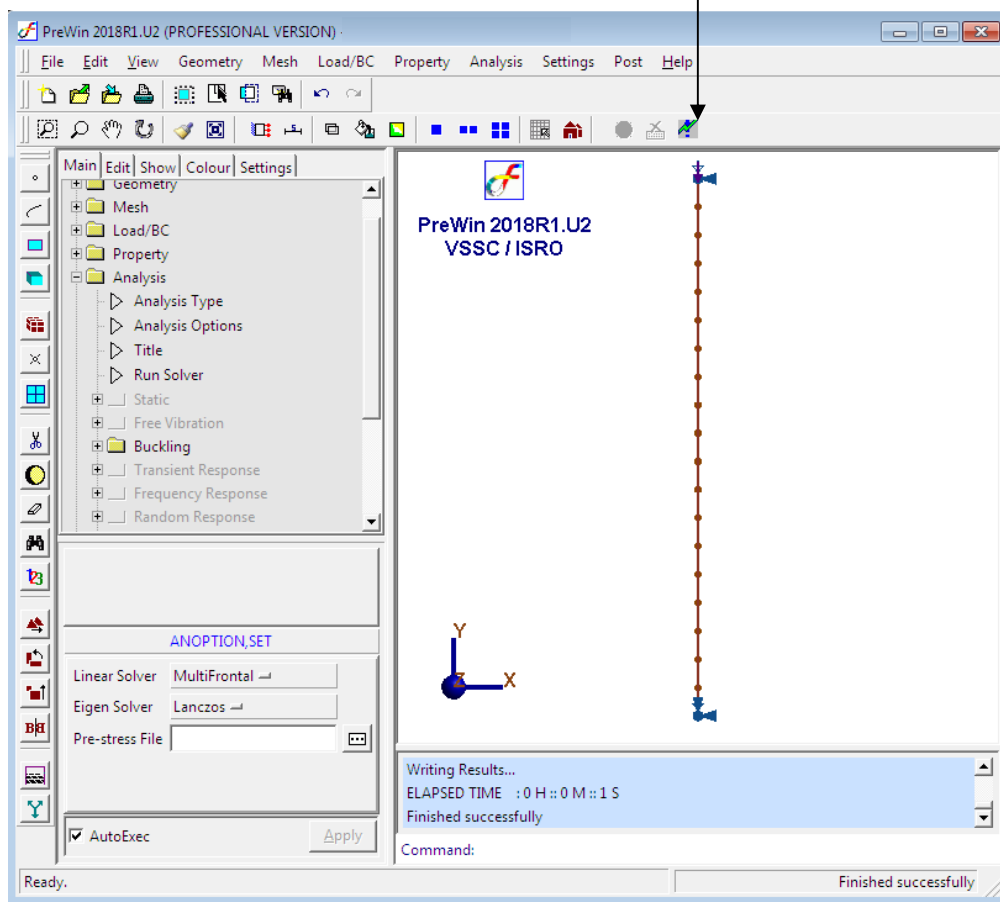 PreWin 2018R1.U2 (PROFESSIONAL VERSION) -
File Edit View Geometry Mesh Load/BC Property Analysis Settings Post Help
Main Edit Show Colour Settings
Geometry
Mesh
Load/BC
Property
Analysis
Analysis Type
Analysis Options
Title
Run Solver
Static
Free Vibration
Buckling
Transient Response
Frequency Response
Random Response
ANOPTION,SET
Linear Solver MultiFrontal
Eigen Solver Lanczos
Pre-stress File
AutoExec Apply
PreWin 2018R1.U2
VSSC / ISRO
Y
Z X
Writing Results...
ELAPSED TIME : 0 H :: 0 M :: 1 S
Finished successfully
Command:
Ready. Finished successfully